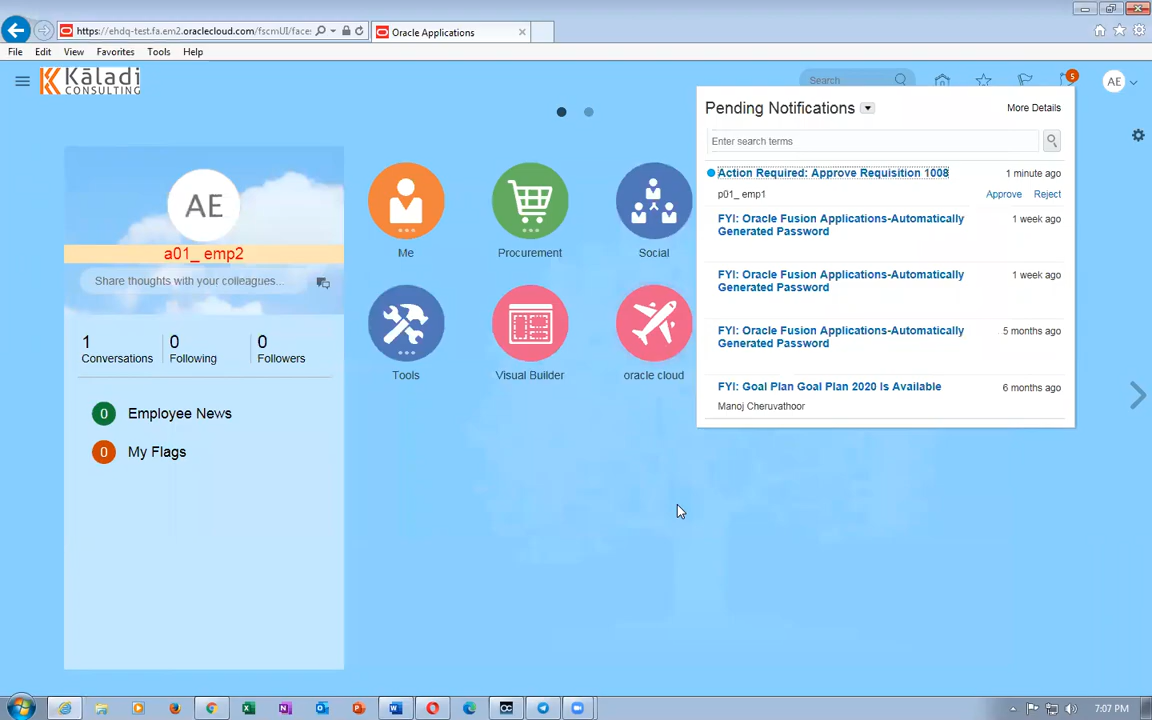 https://ehdq-test.fa.em2.oraclecloud.com/fscmUI/face:
Oracle Applications
File Edit View Favorites Tools Help
Kāladi
CONSULTING
Search
5
AE
Pending Notifications
More Details
Enter search terms
Action Required: Approve Requisition 1008
1 minute ago
p01_ emp1
Approve Reject
FYI: Oracle Fusion Applications-Automatically
Generated Password
1 week ago
FYI: Oracle Fusion Applications-Automatically
Generated Password
1 week ago
FYI: Oracle Fusion Applications-Automatically
Generated Password
5 months ago
FYI: Goal Plan Goal Plan 2020 Is Available
6 months ago
Manoj Cheruvathoor
AE
a01_ emp2
Share thoughts with your colleagues...
1
Conversations
0
Following
0
Followers
0 Employee News
0 My Flags
Me
Procurement
Social
Tools
Visual Builder
oracle cloud
7:07 PM